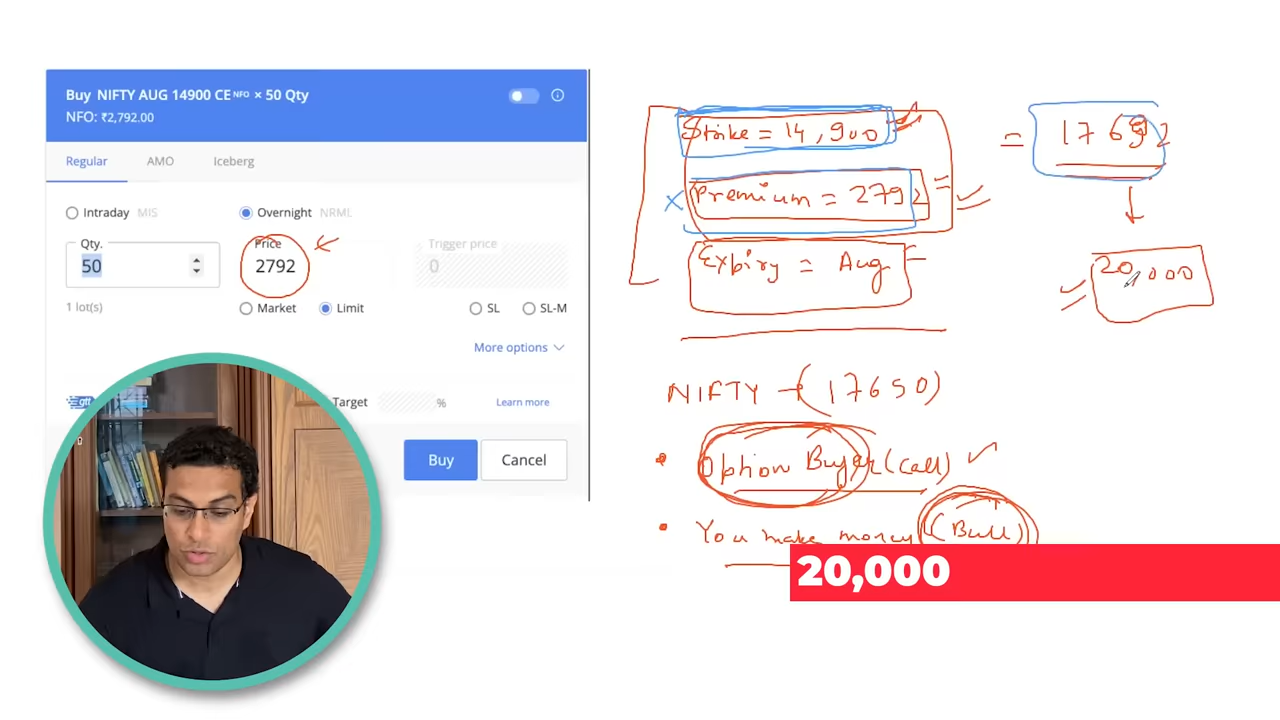 Buy NIFTY AUG 14900 CE NFO × 50 Qty
NFO: ₹2,792.00
Regular AMO Iceberg
Intraday MIS Overnight NRML
Qty. Price Trigger price
50 2792 0
1 lot(s) Market Limit SL SL-M
More options
gtt Target % Learn more
Buy Cancel
Strike = 14,900
Premium = 2792
Expiry = Aug
= 17692
20,000
NIFTY → (17650)
• Option Buyer (Call)
• You make money (Bull)
20,000